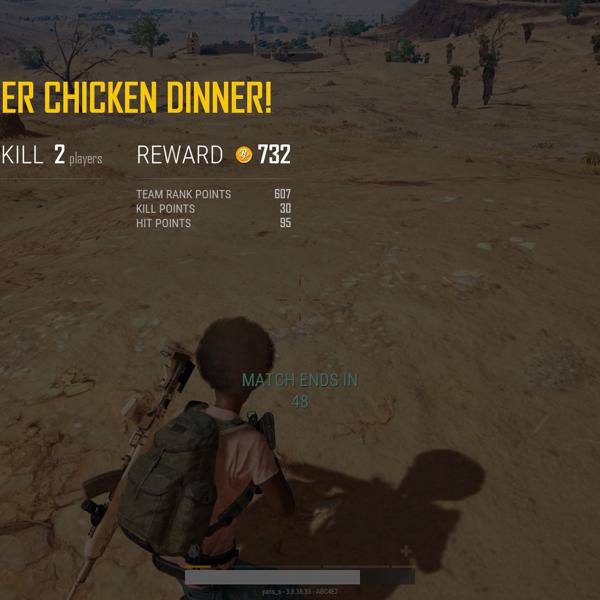 ER CHICKEN DINNER!
KILL 2 players REWARD 732
TEAM RANK POINTS 607
KILL POINTS 30
HIT POINTS 95
MATCH ENDS IN
48